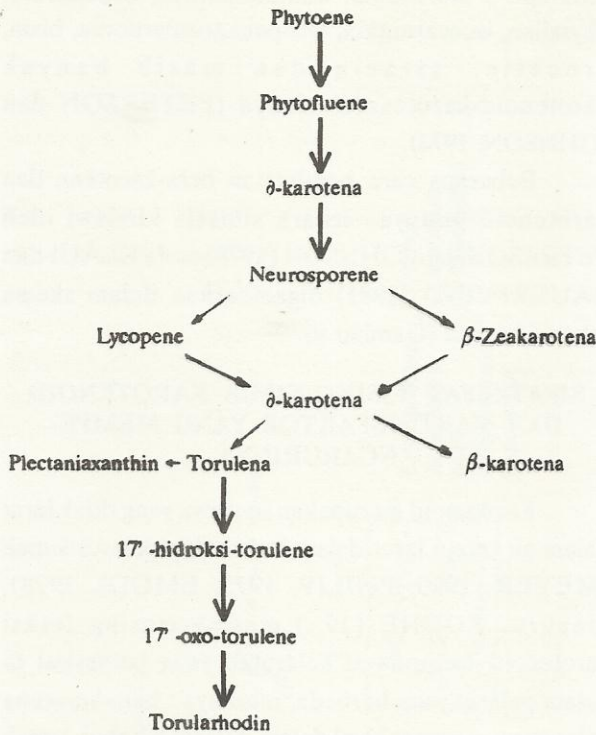 Phytoene
Phytofluene
∂-karotena
Neurosporene
Lycopene
β-Zeakarotena
∂-karotena
Plectaniaxanthin
Torulena
β-karotena
17'-hidroksi-torulene
17'-oxo-torulene
Torularhodin